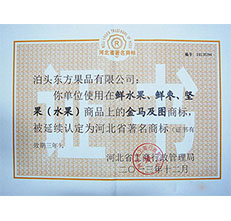 河北省著名商标
证书
泊头东方果品有限公司：
你单位使用在鲜水果、鲜枣、坚
果（水果）商品上的金马及图商标，
被延续认定为河北省著名商标（证书有
效期三年）
河北省工商行政管理局
二〇一二年十二月